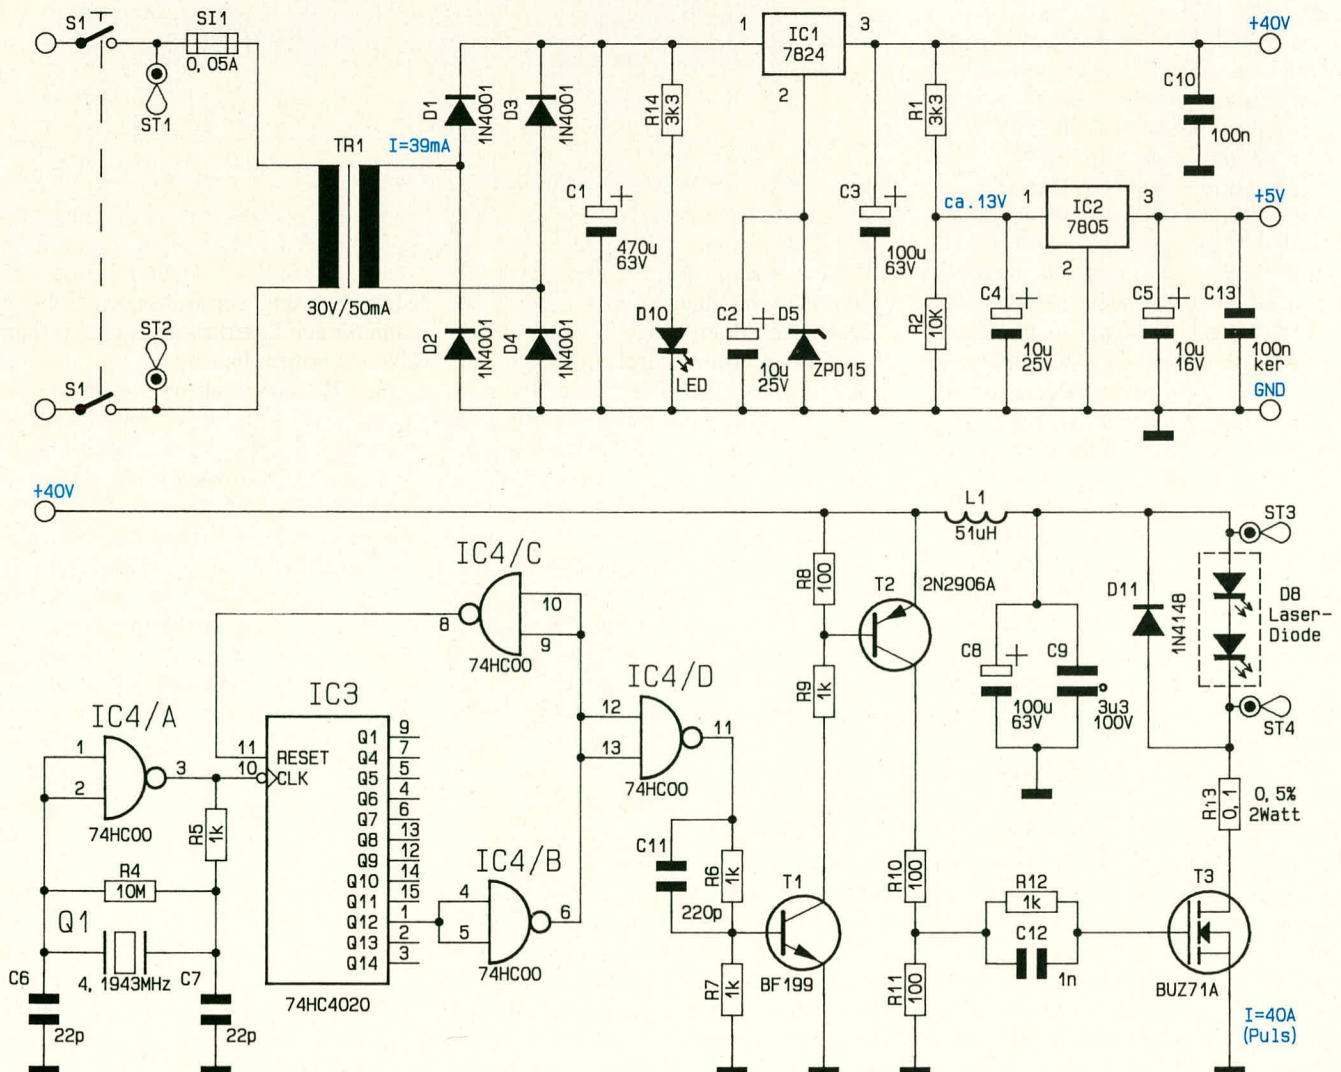 S1
SI1
0,05A
ST1
TR1
30V/50mA
ST2
S1
I=39mA
D1
1N4001
D3
1N4001
D2
1N4001
D4
1N4001
C1
+
470u
63V
R14
3k3
D10
LED
1
IC1
7824
3
2
C2
+
10u
25V
D5
ZPD15
C3
+
100u
63V
R1
3k3
R2
10K
ca.13V
C4
+
10u
25V
1
IC2
7805
3
2
C5
+
10u
16V
C13
100n
ker
C10
100n
+40V
+5V
GND
+40V
IC4/A
1
2
3
74HC00
R5
1k
R4
10M
Q1
4,1943MHz
C6
22p
C7
22p
IC3
11
RESET
10
CLK
Q1 9
Q4 7
Q5 5
Q6 4
Q7 6
Q8 13
Q9 12
Q10 14
Q11 15
Q12 1
Q13 2
Q14 3
74HC4020
IC4/C
8
10
9
74HC00
IC4/B
4
5
6
74HC00
IC4/D
12
13
11
74HC00
C11
220p
R6
1k
R7
1k
T1
BF199
R8
100
R9
1k
T2
2N2906A
R10
100
R11
100
L1
51uH
C8
+
100u
63V
C9
3u3
100V
R12
1k
C12
1n
D11
1N4148
ST3
D8
Laser-
Diode
ST4
R13
0,1
0,5%
2Watt
T3
BUZ71A
I=40A
(Puls)